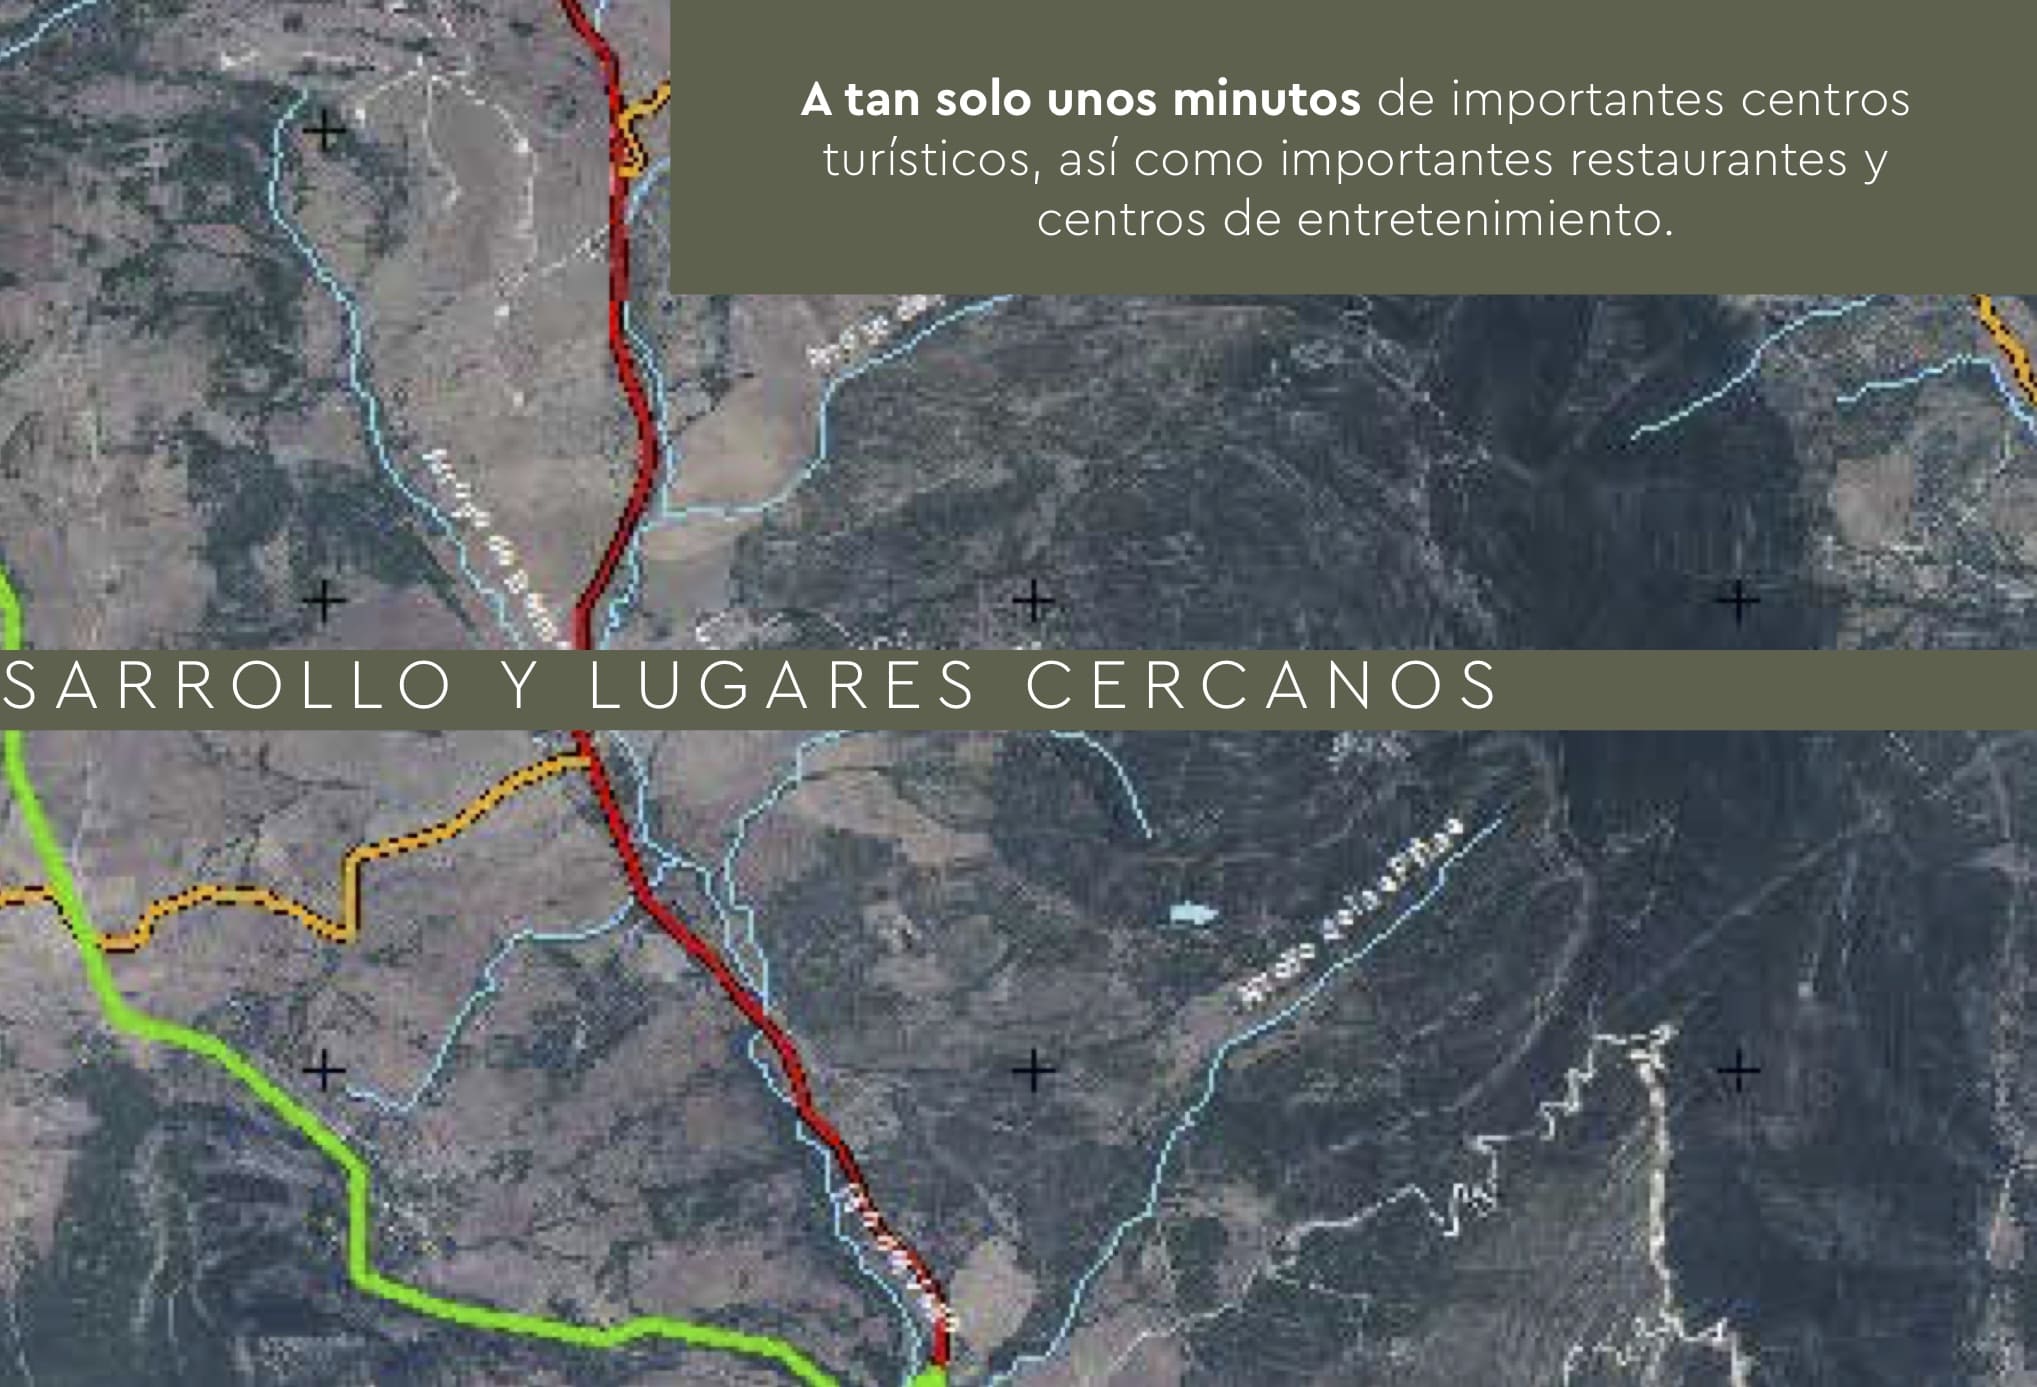 A tan solo unos minutos de importantes centros
turísticos, así como importantes restaurantes y
centros de entretenimiento.
SARROLLO Y LUGARES CERCANOS